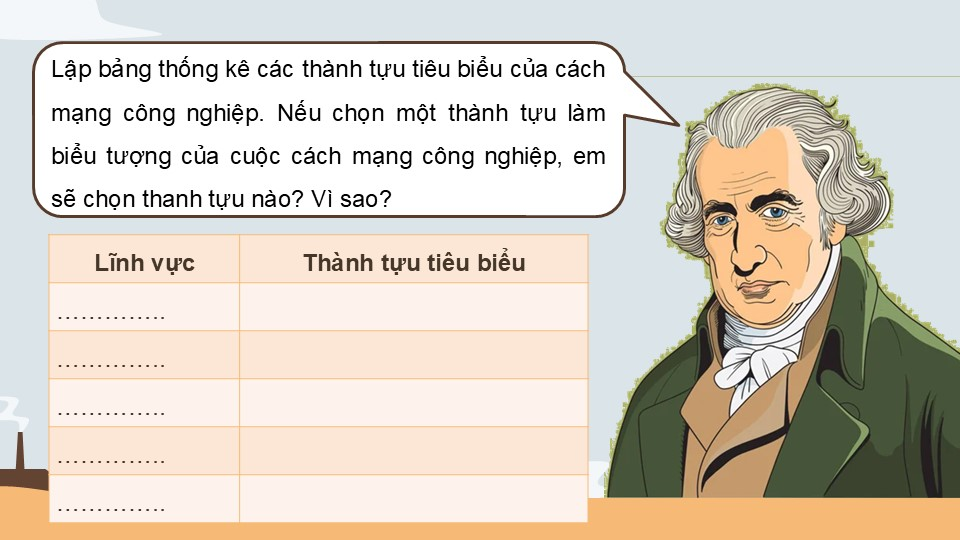 Lập bảng thống kê các thành tựu tiêu biểu của cách
mạng công nghiệp. Nếu chọn một thành tựu làm
biểu tượng của cuộc cách mạng công nghiệp, em
sẽ chọn thanh tựu nào? Vì sao?
Lĩnh vực Thành tựu tiêu biểu
…………..
…………..
…………..
…………..
…………..